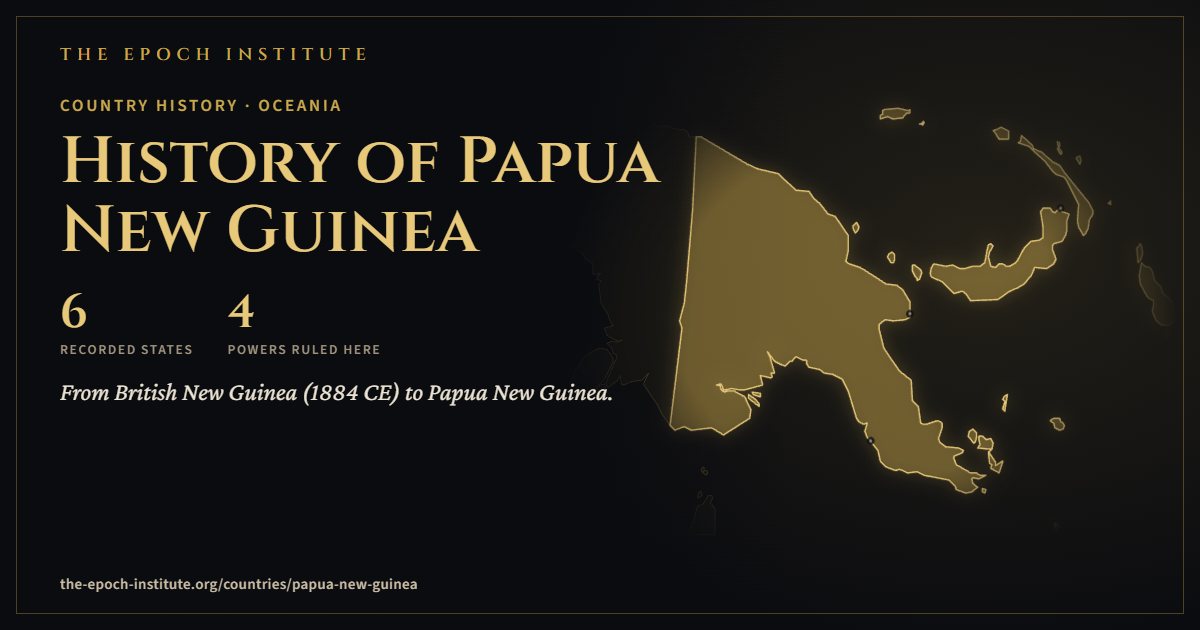 THE EPOCH INSTITUTE
COUNTRY HISTORY · OCEANIA
History of Papua
New Guinea
6 4
RECORDED STATES POWERS RULED HERE
From British New Guinea (1884 CE) to Papua New Guinea.
the-epoch-institute.org/countries/papua-new-guinea